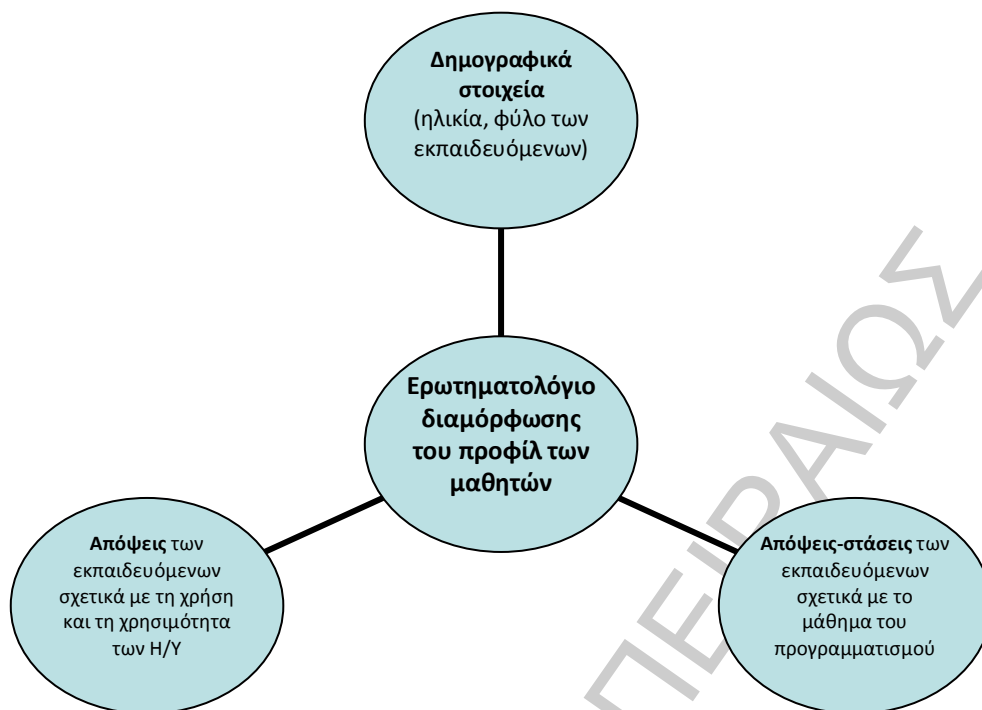 Δημογραφικά
στοιχεία
(ηλικία, φύλο των
εκπαιδευόμενων)
Ερωτηματολόγιο
διαμόρφωσης
του προφίλ των
μαθητών
Απόψεις των
εκπαιδευόμενων
σχετικά με τη χρήση
και τη χρησιμότητα
των Η/Υ
Απόψεις-στάσεις των
εκπαιδευόμενων
σχετικά με το
μάθημα του
προγραμματισμού
ΠΕΙΡΑΙΩΣ